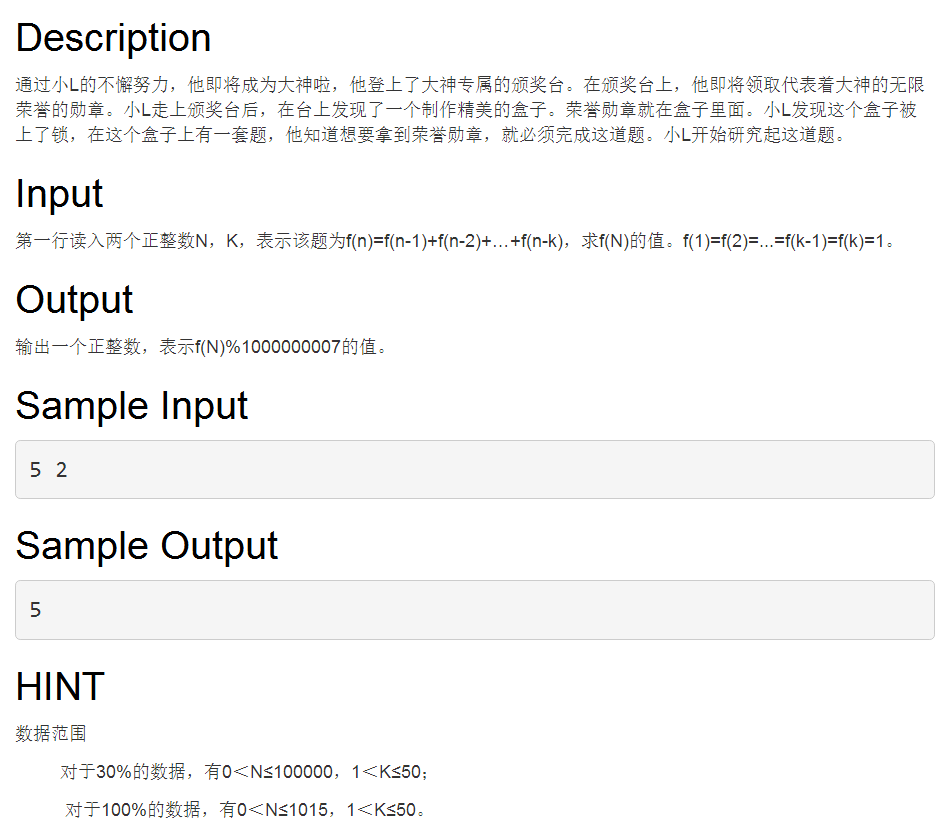 Description
通过小L的不懈努力，他即将成为大神啦，他登上了大神专属的颁奖台。在颁奖台上，他即将领取代表着大神的无限
荣誉的勋章。小L走上颁奖台后，在台上发现了一个制作精美的盒子。荣誉勋章就在盒子里面。小L发现这个盒子被
上了锁，在这个盒子上有一套题，他知道想要拿到荣誉勋章，就必须完成这道题。小L开始研究起这道题。
Input
第一行读入两个正整数N，K，表示该题为f(n)=f(n-1)+f(n-2)+…+f(n-k)，求f(N)的值。f(1)=f(2)=...=f(k-1)=f(k)=1。
Output
输出一个正整数，表示f(N)%1000000007的值。
Sample Input
5 2
Sample Output
5
HINT
数据范围
对于30%的数据，有0＜N≤100000，1＜K≤50；
对于100%的数据，有0＜N≤1015，1＜K≤50。